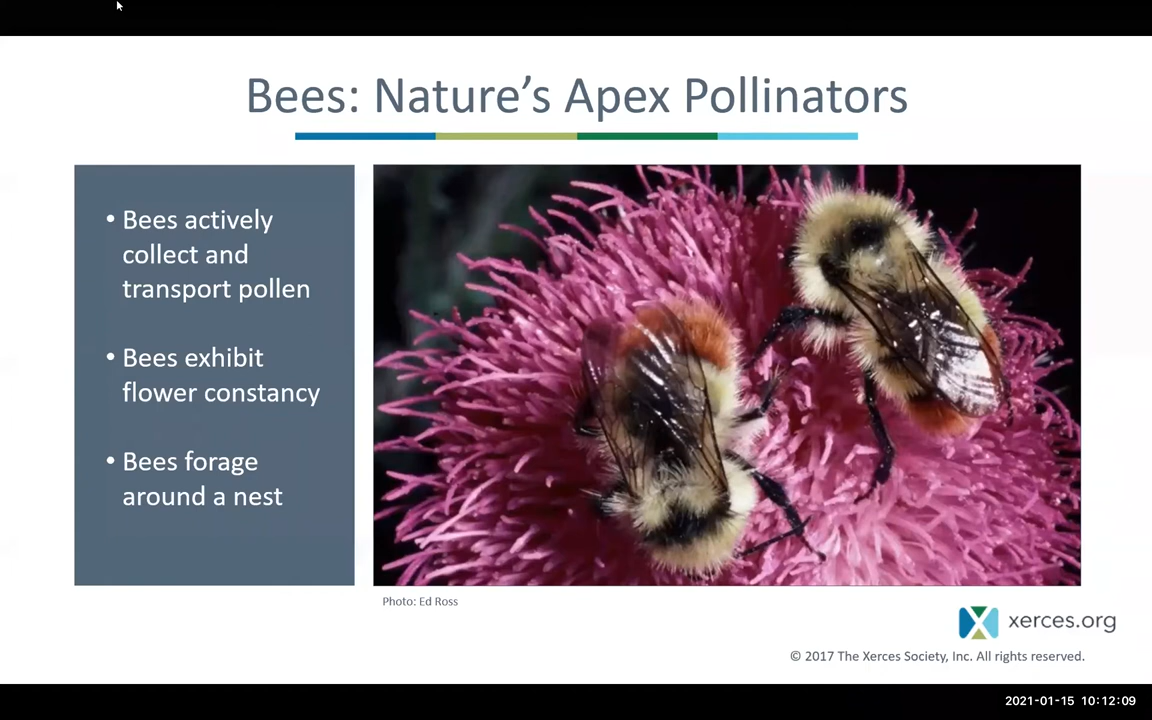 Bees: Nature's Apex Pollinators
• Bees actively
collect and
transport pollen
• Bees exhibit
flower constancy
• Bees forage
around a nest
Photo: Ed Ross
xerces.org
© 2017 The Xerces Society, Inc. All rights reserved.
2021-01-15 10:12:09